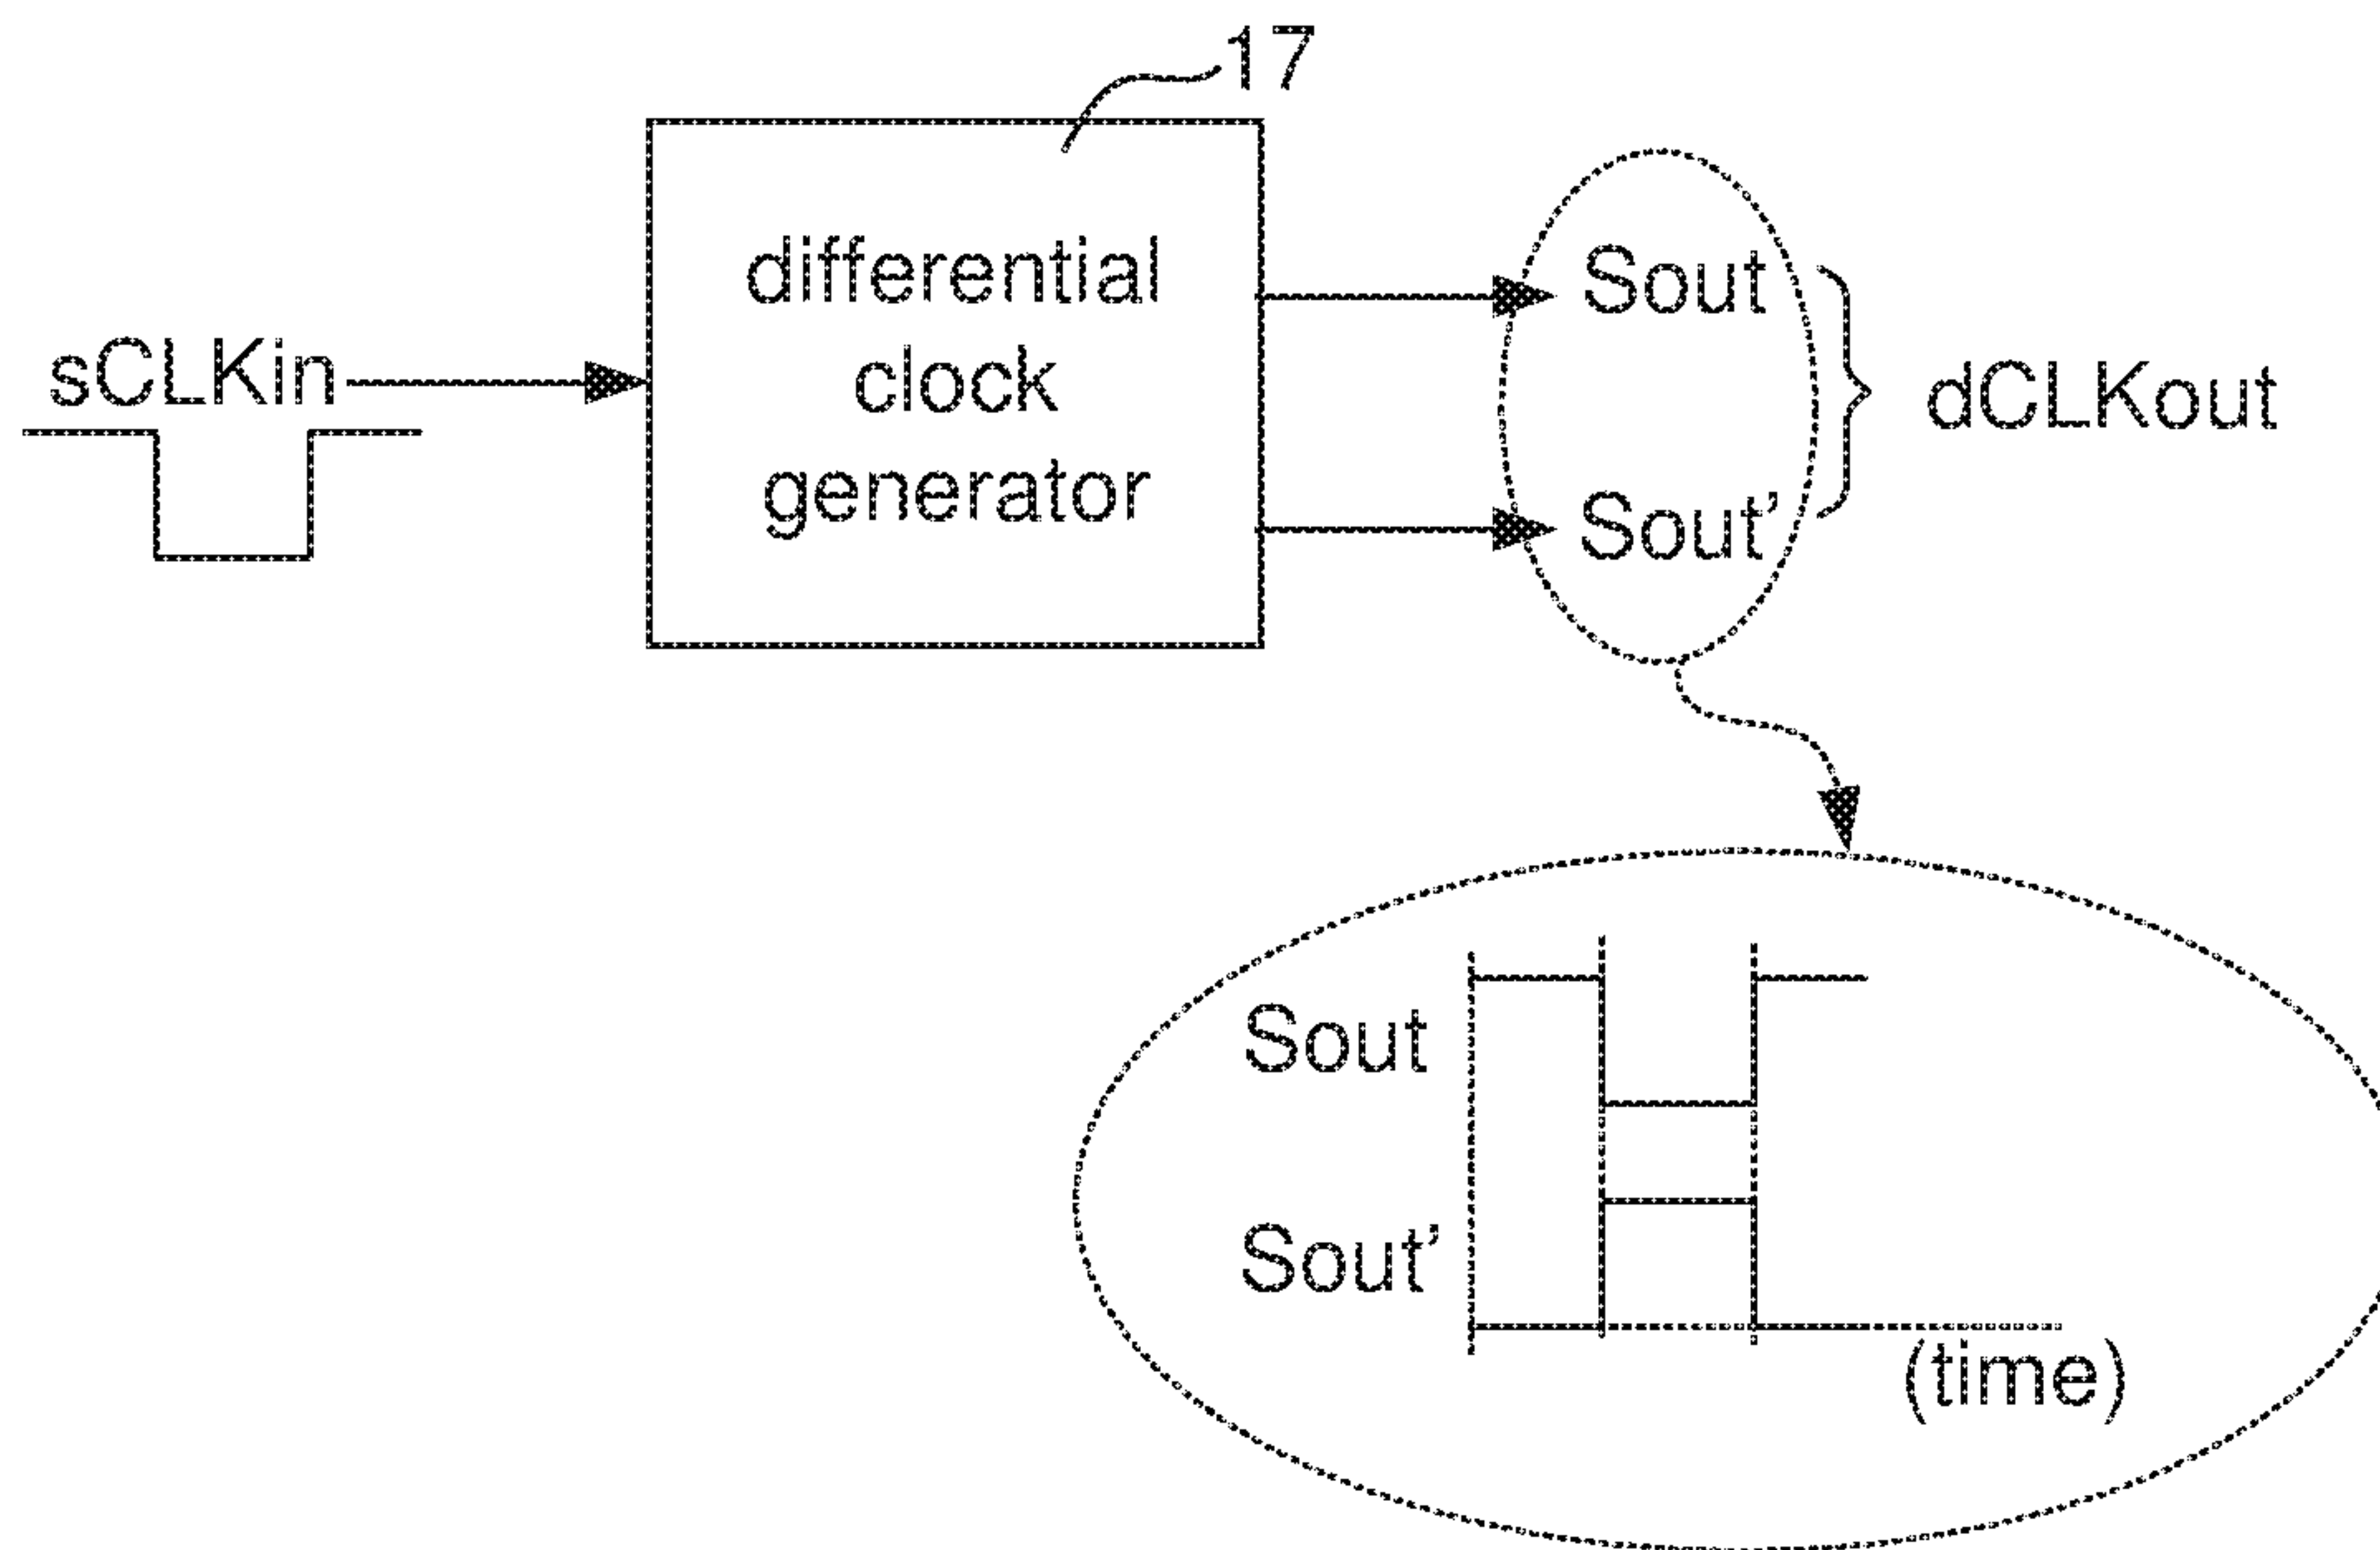 17
differential
clock
generator
sCLKin
Sout
Sout’
dCLKout
Sout
Sout’
(time)